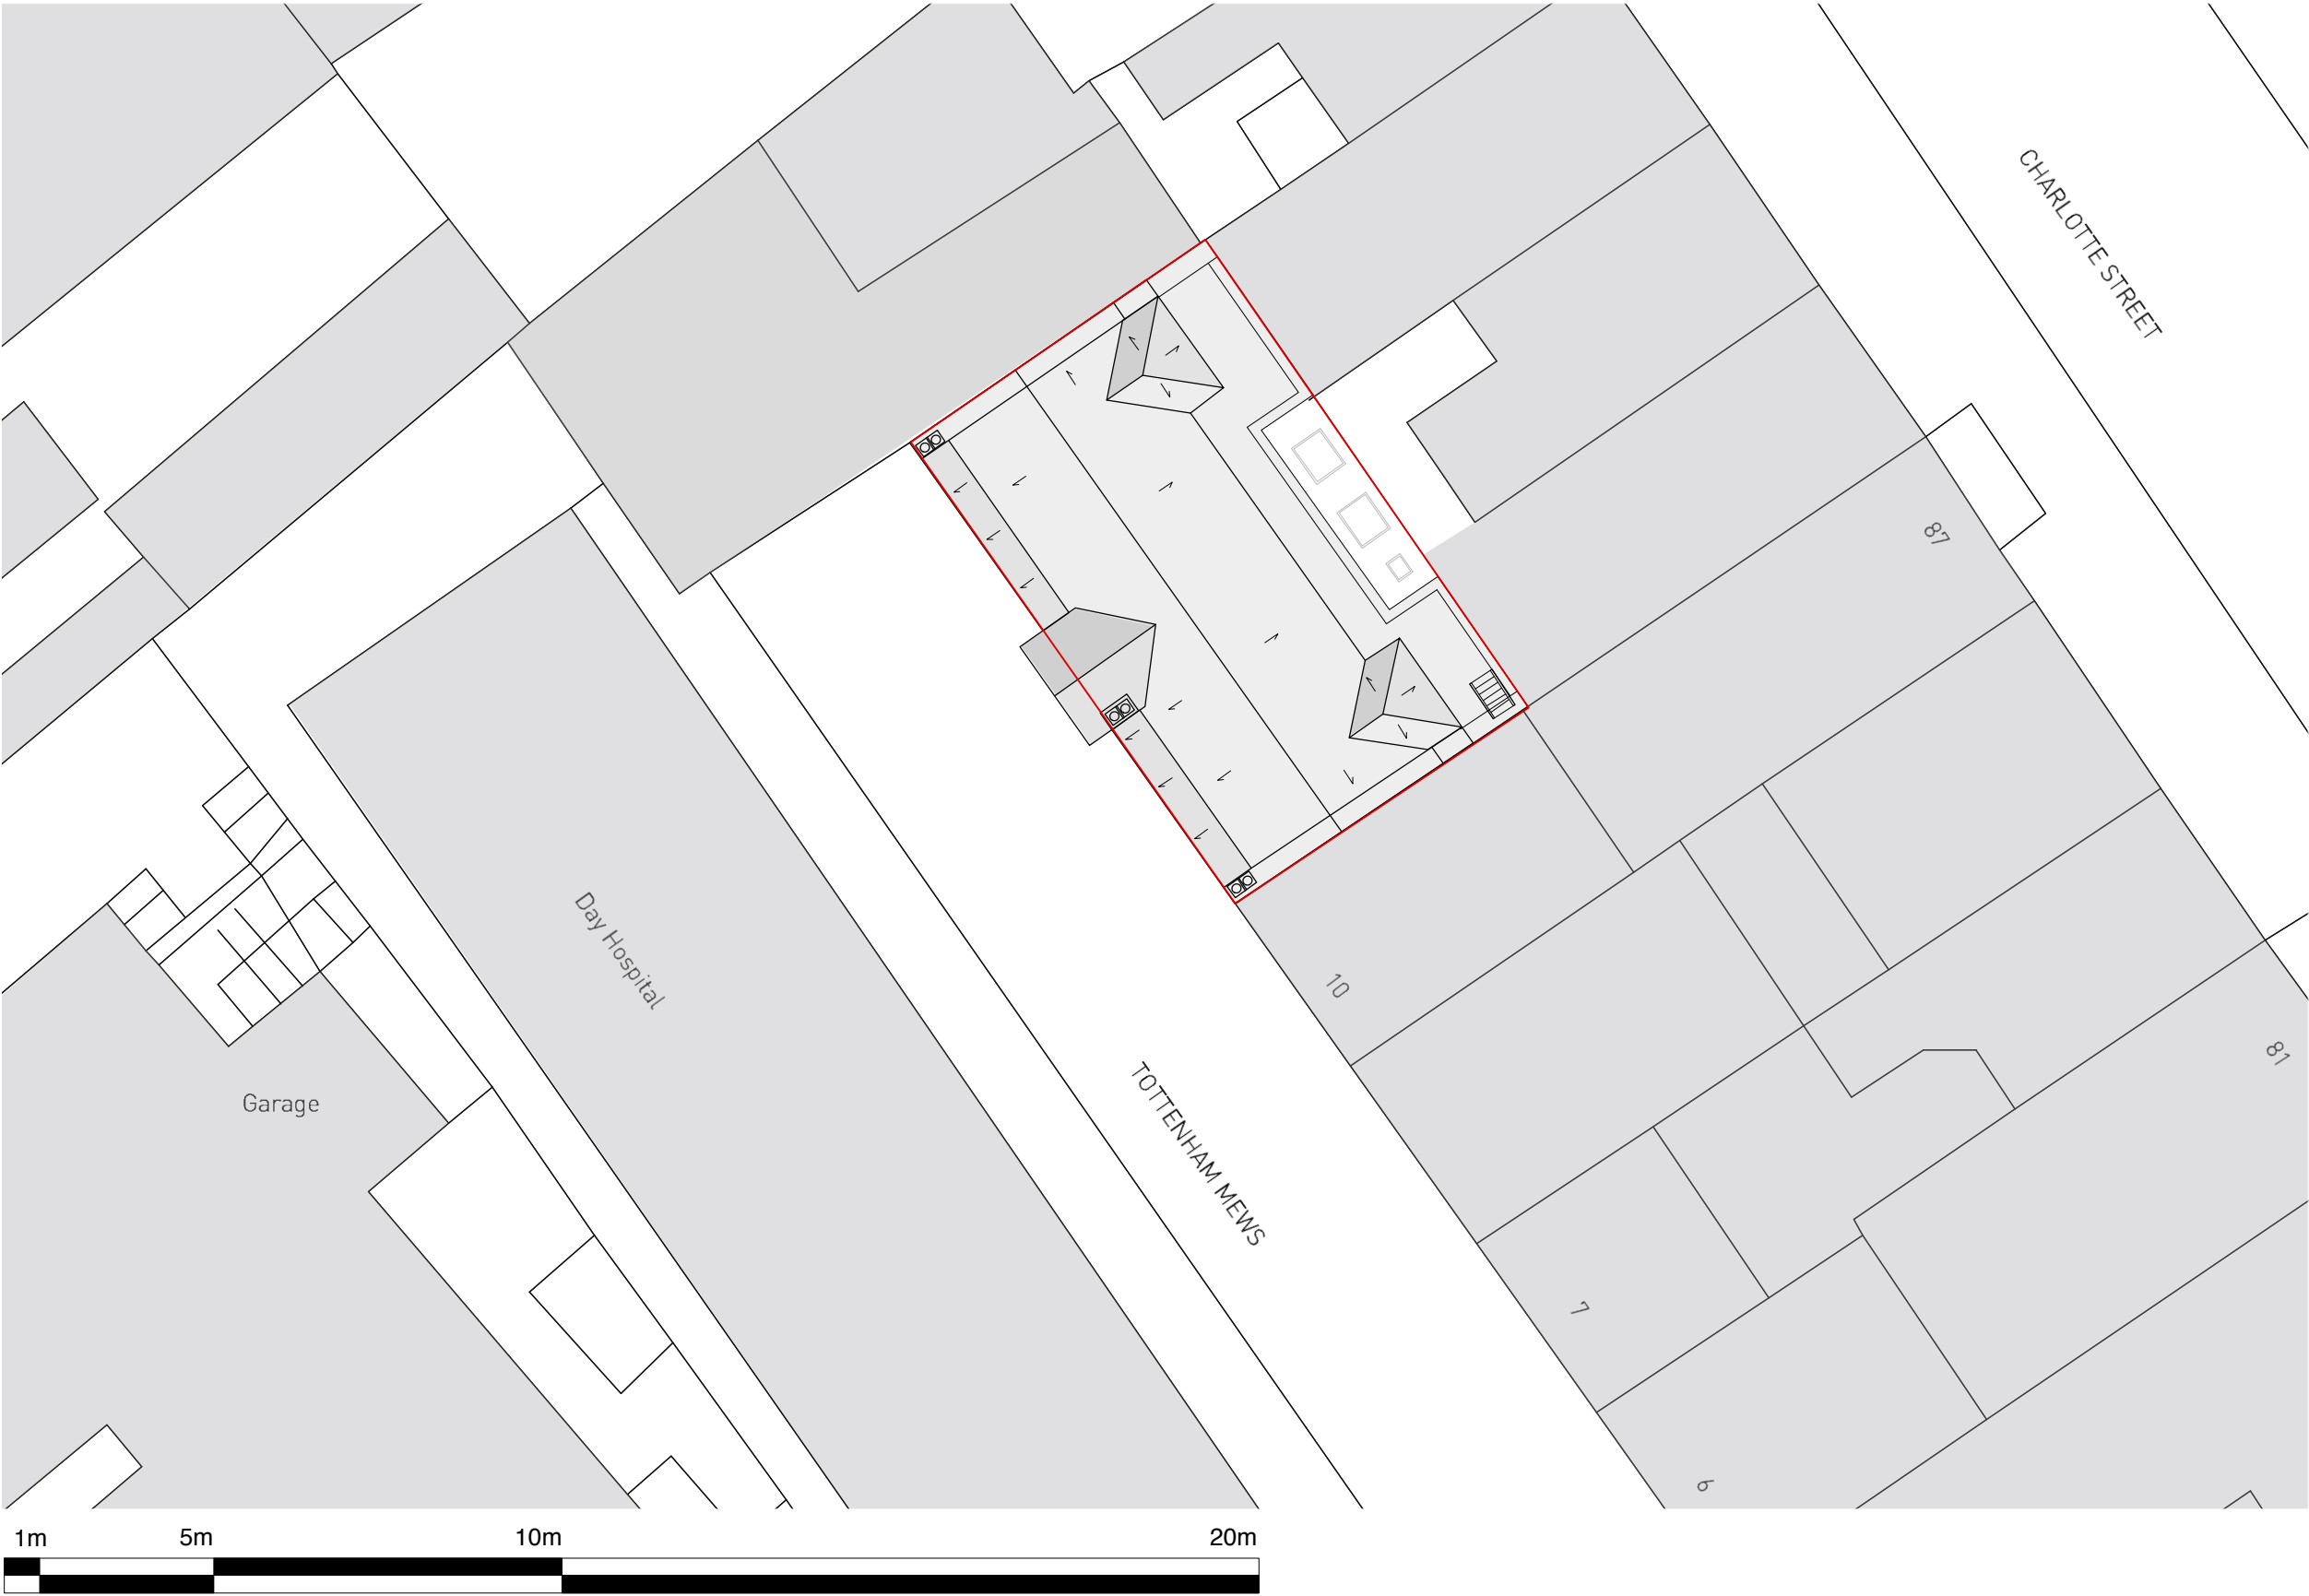 CHARLOTTE STREET
87
Day Hospital
10
81
Garage
TOTTENHAM MEWS
7
6
1m 5m 10m 20m